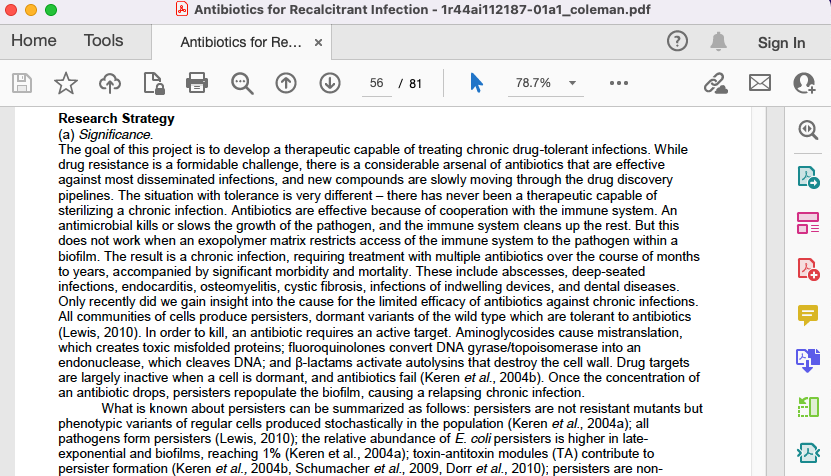 Antibiotics for Recalcitrant Infection - 1r44ai112187-01a1_coleman.pdf
Home Tools Antibiotics for Re... × ? Sign In
56 / 81 78.7%
Research Strategy
(a) Significance.
The goal of this project is to develop a therapeutic capable of treating chronic drug-tolerant infections. While
drug resistance is a formidable challenge, there is a considerable arsenal of antibiotics that are effective
against most disseminated infections, and new compounds are slowly moving through the drug discovery
pipelines. The situation with tolerance is very different – there has never been a therapeutic capable of
sterilizing a chronic infection. Antibiotics are effective because of cooperation with the immune system. An
antimicrobial kills or slows the growth of the pathogen, and the immune system cleans up the rest. But this
does not work when an exopolymer matrix restricts access of the immune system to the pathogen within a
biofilm. The result is a chronic infection, requiring treatment with multiple antibiotics over the course of months
to years, accompanied by significant morbidity and mortality. These include abscesses, deep-seated
infections, endocarditis, osteomyelitis, cystic fibrosis, infections of indwelling devices, and dental diseases.
Only recently did we gain insight into the cause for the limited efficacy of antibiotics against chronic infections.
All communities of cells produce persisters, dormant variants of the wild type which are tolerant to antibiotics
(Lewis, 2010). In order to kill, an antibiotic requires an active target. Aminoglycosides cause mistranslation,
which creates toxic misfolded proteins; fluoroquinolones convert DNA gyrase/topoisomerase into an
endonuclease, which cleaves DNA; and β-lactams activate autolysins that destroy the cell wall. Drug targets
are largely inactive when a cell is dormant, and antibiotics fail (Keren et al., 2004b). Once the concentration of
an antibiotic drops, persisters repopulate the biofilm, causing a relapsing chronic infection.
What is known about persisters can be summarized as follows: persisters are not resistant mutants but
phenotypic variants of regular cells produced stochastically in the population (Keren et al., 2004a); all
pathogens form persisters (Lewis, 2010); the relative abundance of E. coli persisters is higher in late-
exponential and biofilms, reaching 1% (Keren et al., 2004a); toxin-antitoxin modules (TA) contribute to
persister formation (Keren et al., 2004b, Schumacher et al., 2009, Dorr et al., 2010); persisters are non-